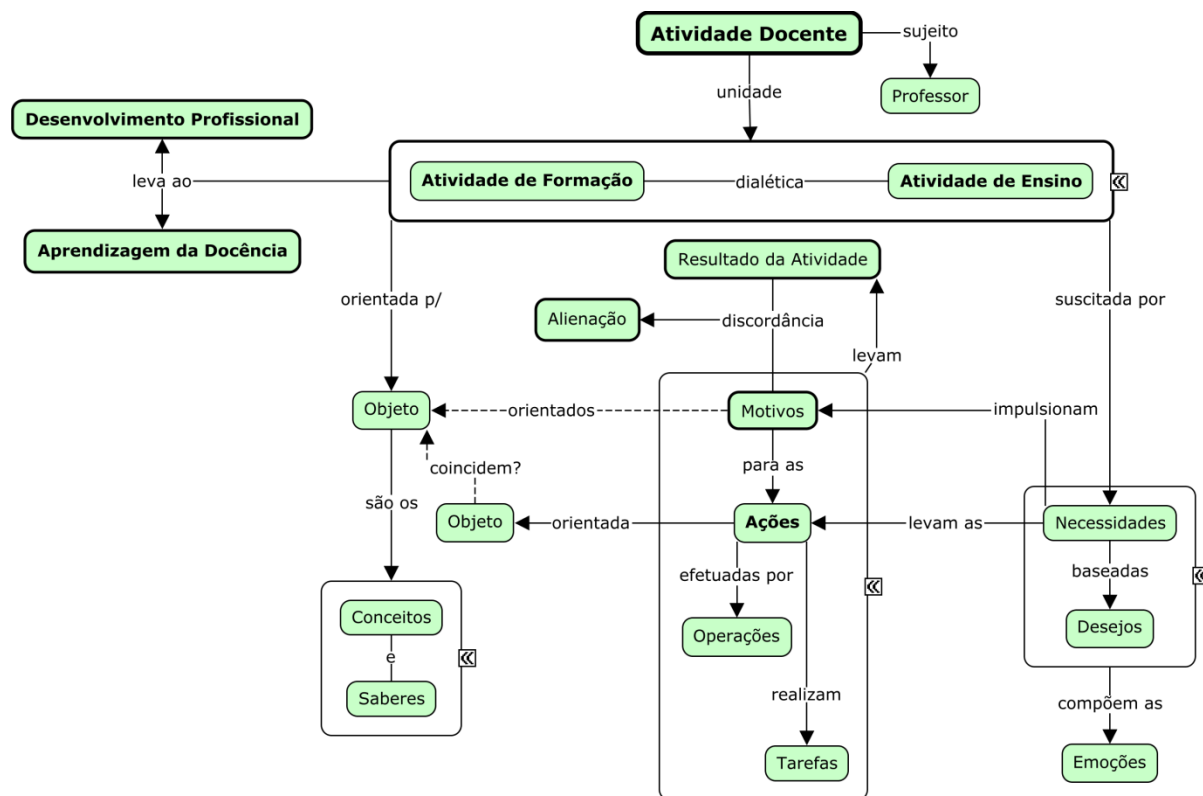 Atividade Docente
sujeito
Professor
unidade
Desenvolvimento Profissional
leva ao
Aprendizagem da Docência
Atividade de Formação
dialética
Atividade de Ensino
Resultado da Atividade
orientada p/
suscitada por
Alienação
discordância
levam
Objeto
orientados
Motivos
impulsionam
coincidem?
para as
são os
Objeto
orientada
Ações
levam as
Necessidades
efetuadas por
baseadas
Conceitos
e
Saberes
Operações
Desejos
realizam
compõem as
Tarefas
Emoções